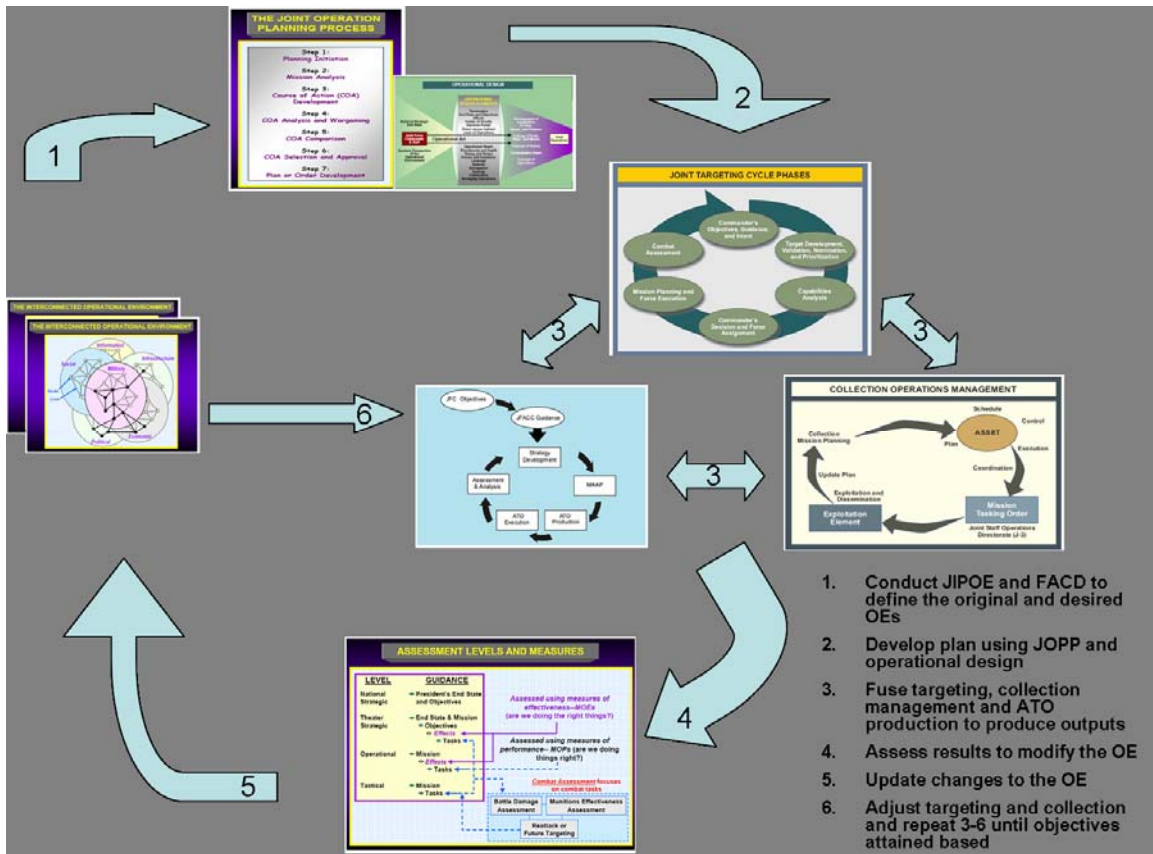 THE JOINT OPERATION
PLANNING PROCESS
Step 1:
Planning Initiation
Step 2:
Mission Analysis
Step 3:
Course of Action (COA)
Development
Step 4:
COA Analysis and Wargaming
Step 5:
COA Comparison
Step 6:
COA Selection and Approval
Step 7:
Plan or Order Development
OPERATIONAL DESIGN
Operational Art
1
2
JOINT TARGETING CYCLE PHASES
Commander's
Objectives, Guidance,
and Intent
Target Development,
Validation, Nomination,
and Prioritization
Capabilities
Analysis
Commander's
Decision and Force
Assignment
Mission Planning and
Force Execution
Combat
Assessment
THE INTERCONNECTED OPERATIONAL ENVIRONMENT
THE INTERCONNECTED OPERATIONAL ENVIRONMENT
Information
Social
Infrastructure
Military
Political
Economic
6
3
3
3
JFC Objectives
JFACC Guidance
Strategy
Development
MAAP
ATO
Production
ATO
Execution
Assessment
& Analysis
COLLECTION OPERATIONS MANAGEMENT
Schedule
Control
ASSET
Collection
Mission Planning
Plan
Execution
Coordination
Update Plan
Exploitation and
Dissemination
Exploitation
Element
Mission
Tasking Order
Joint Staff Operations
Directorate (J-3)
4
5
ASSESSMENT LEVELS AND MEASURES
LEVEL
GUIDANCE
National
Strategic
President's End State
and Objectives
Theater
Strategic
End State & Mission
Objectives
Effects
Tasks
Operational
Mission
Effects
Tasks
Tactical
Mission
Tasks
Assessed using measures of
effectiveness--MOEs
(are we doing the right things?)
Assessed using measures of
performance-- MOPs (are we doing
things right?)
Combat Assessment focuses
on combat tasks
Battle Damage
Assessment
Munitions Effectiveness
Assessment
Reattack or
Future Targeting
1. Conduct JIPOE and FACD to
define the original and desired
OEs
2. Develop plan using JOPP and
operational design
3. Fuse targeting, collection
management and ATO
production to produce outputs
4. Assess results to modify the OE
5. Update changes to the OE
6. Adjust targeting and collection
and repeat 3-6 until objectives
attained based